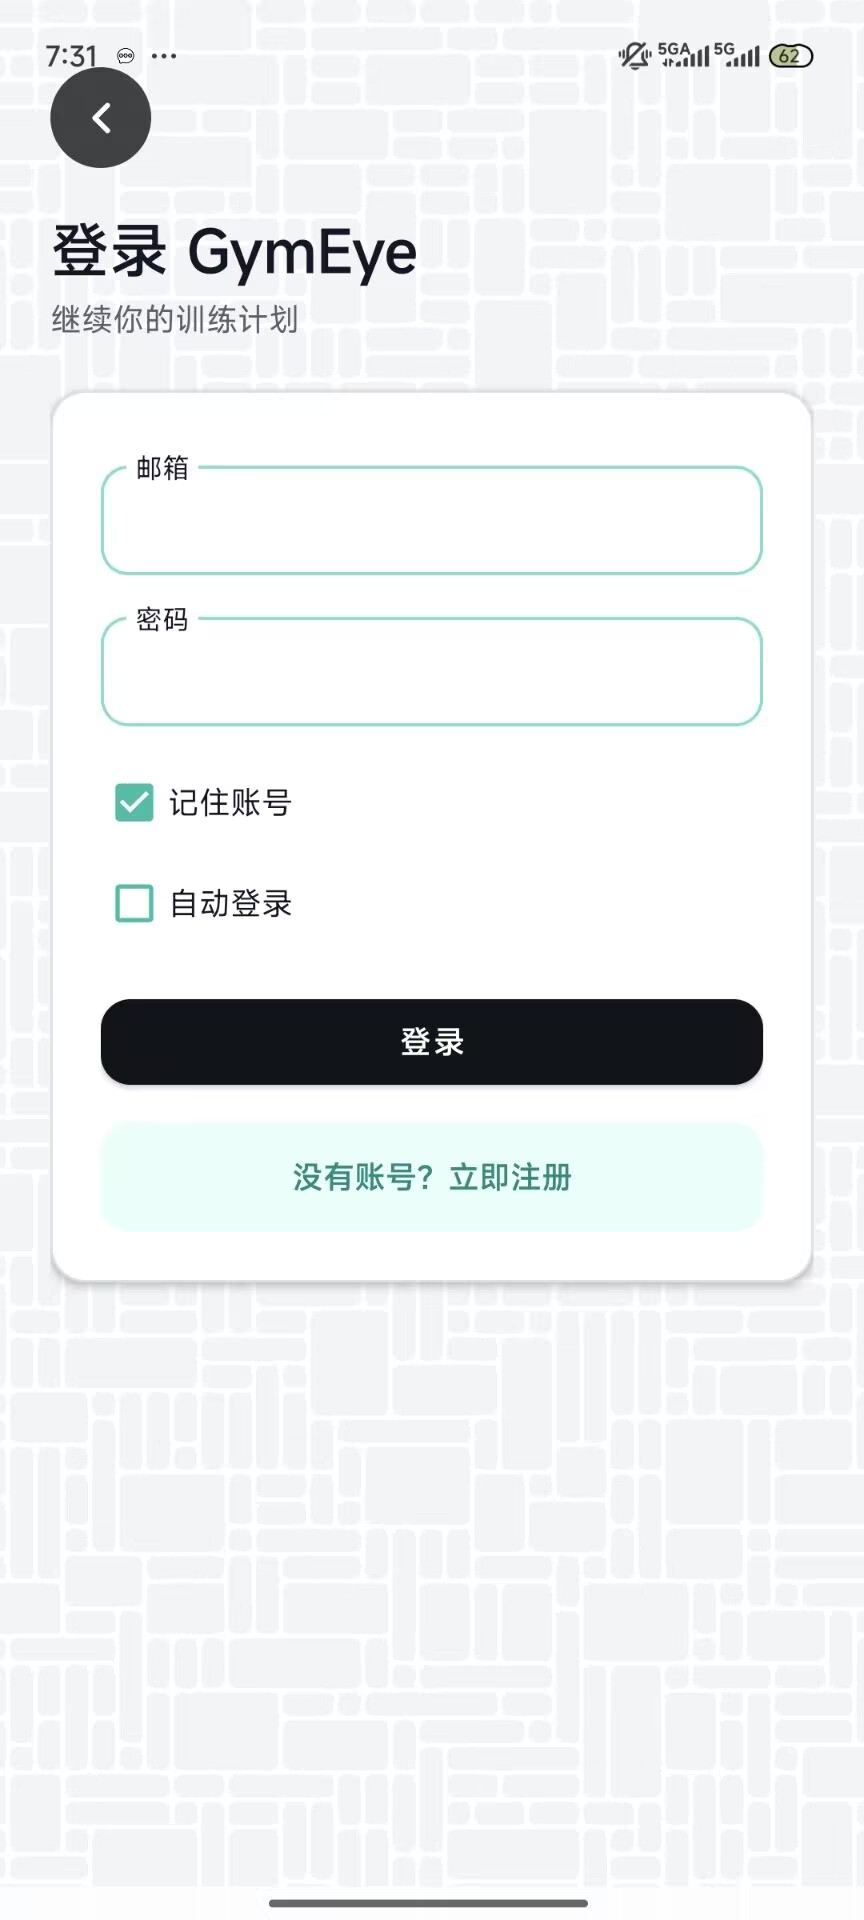 7:31
5GA 5G 62
登录 GymEye
继续你的训练计划
邮箱
密码
记住账号
自动登录
登录
没有账号？立即注册